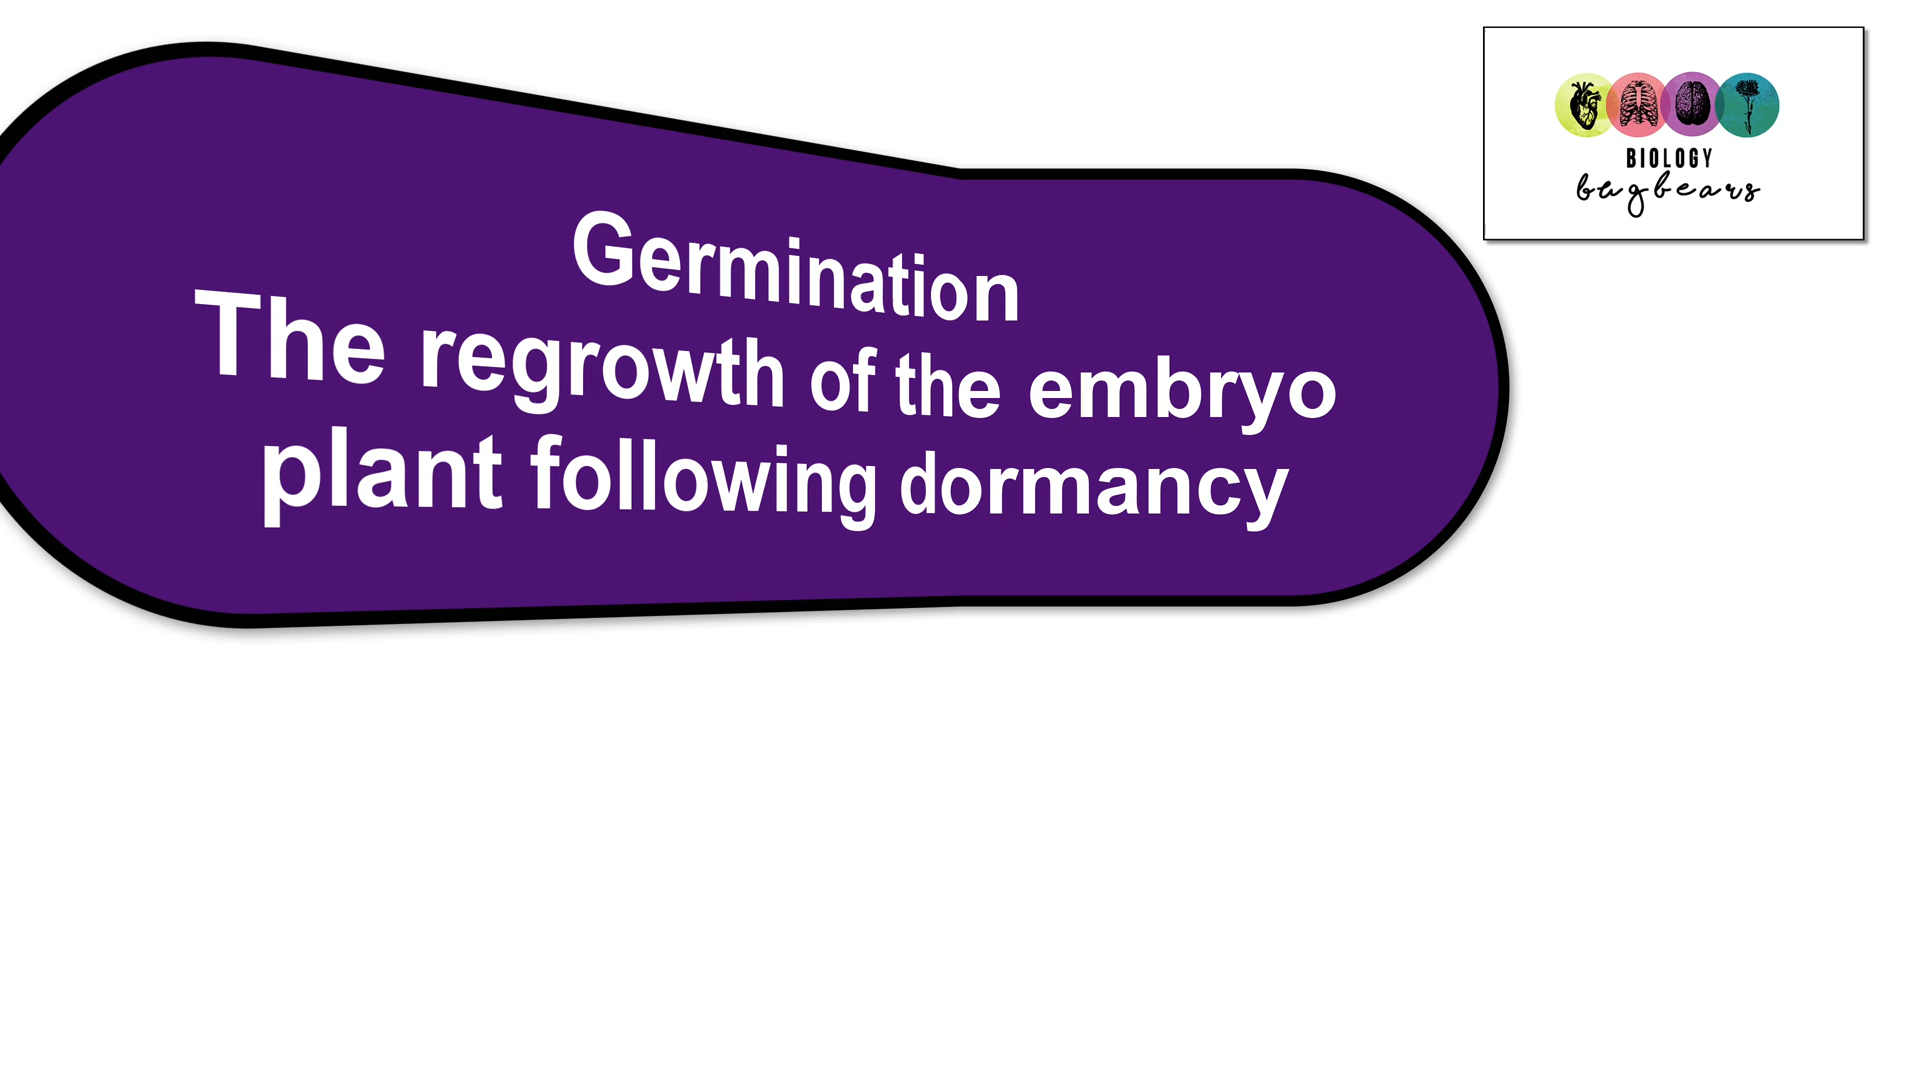 Germination
The regrowth of the embryo
plant following dormancy
BIOLOGY
bugbears